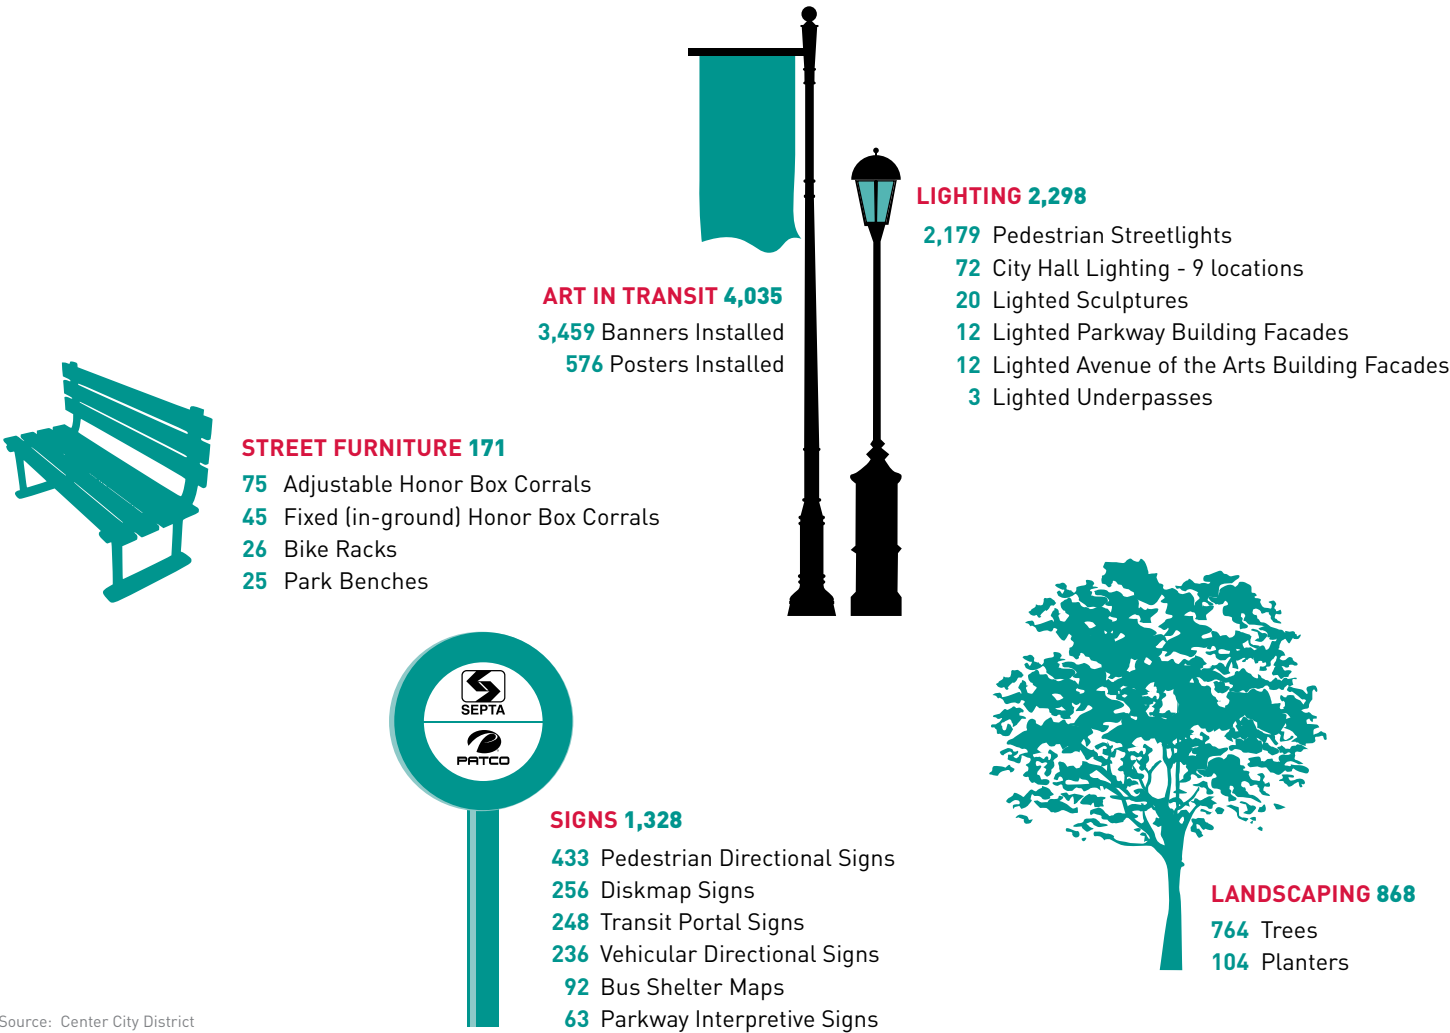 LIGHTING 2,298
2,179 Pedestrian Streetlights
72 City Hall Lighting - 9 locations
20 Lighted Sculptures
12 Lighted Parkway Building Facades
12 Lighted Avenue of the Arts Building Facades
3 Lighted Underpasses
ART IN TRANSIT 4,035
3,459 Banners Installed
576 Posters Installed
STREET FURNITURE 171
75 Adjustable Honor Box Corrals
45 Fixed (in-ground) Honor Box Corrals
26 Bike Racks
25 Park Benches
SEPTA
PATCO
SIGNS 1,328
433 Pedestrian Directional Signs
256 Diskmap Signs
248 Transit Portal Signs
236 Vehicular Directional Signs
92 Bus Shelter Maps
63 Parkway Interpretive Signs
LANDSCAPING 868
764 Trees
104 Planters
Source: Center City District